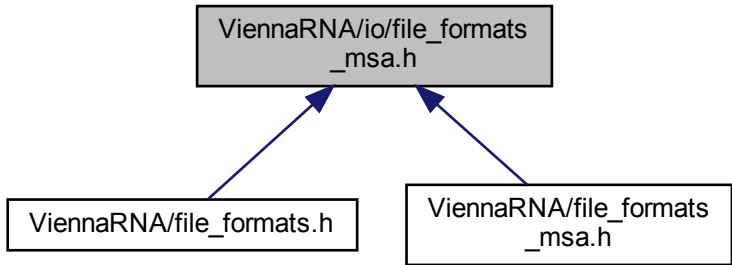 ViennaRNA/io/file_formats
_msa.h
ViennaRNA/file_formats.h
ViennaRNA/file_formats
_msa.h